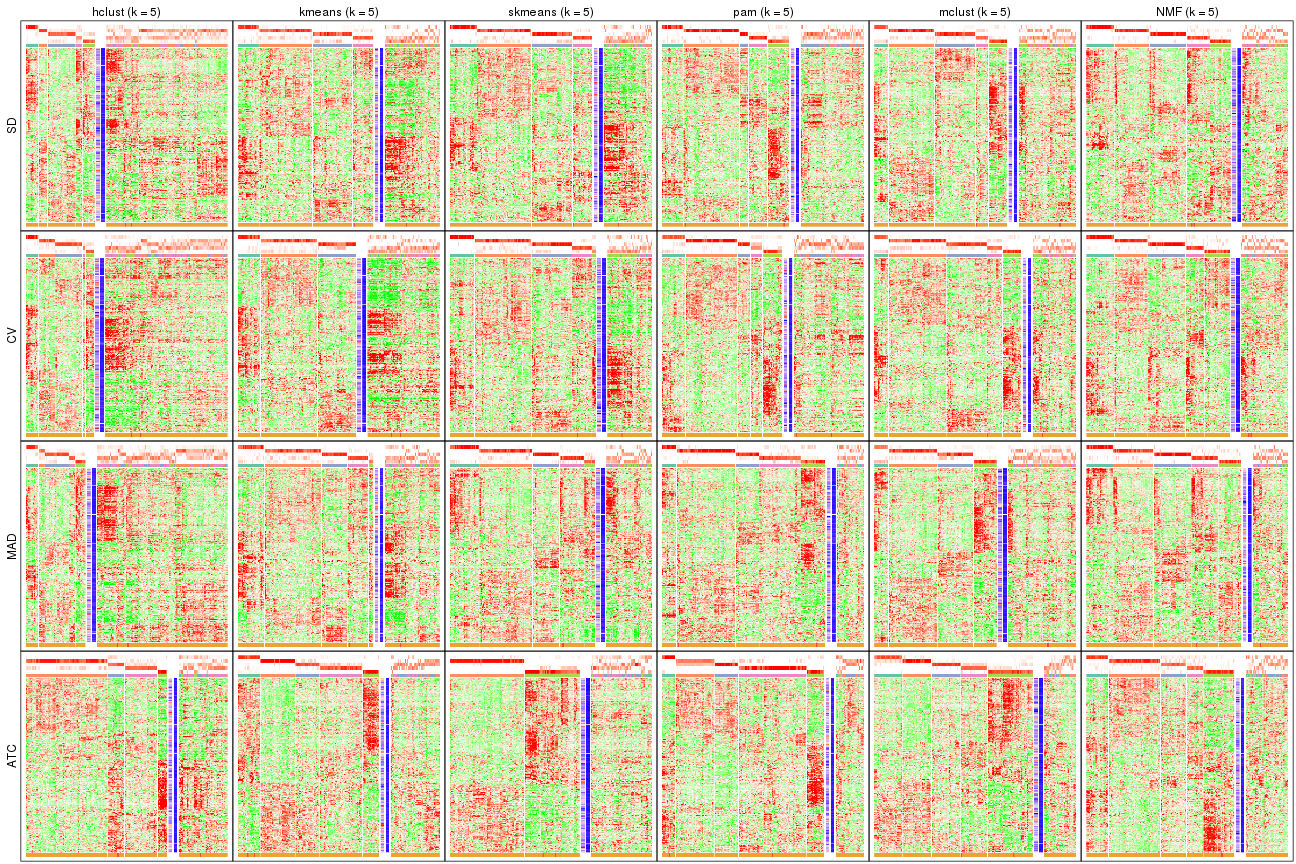 hclust (k = 5) kmeans (k = 5) skmeans (k = 5) pam (k = 5) mclust (k = 5) NMF (k = 5)
SD
CV
MAD
ATC